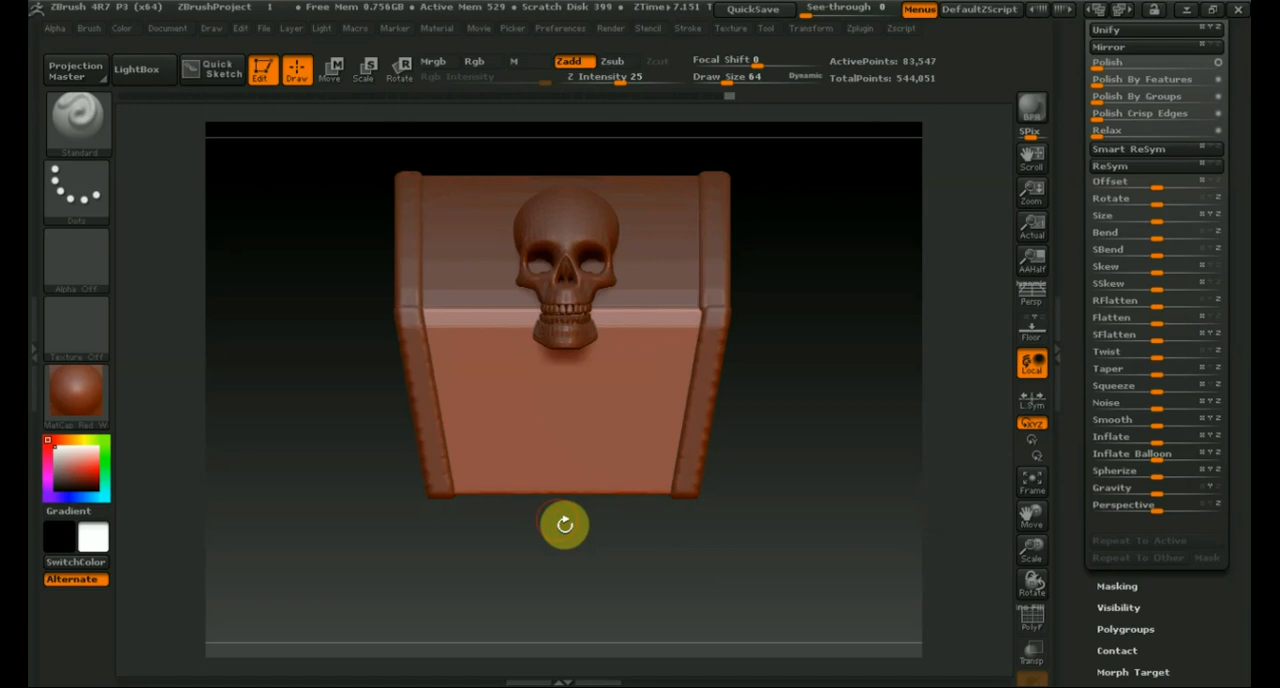 ZBrush 4R7 P3 (x64) ZBrushProject 1 • Free Mem 0.756GB • Active Mem 529 • Scratch Disk 399 • ZTime▸7.151 T QuickSave See-through 0 Menus DefaultZScript
Alpha Brush Color Document Draw Edit File Layer Light Macros Marker Material Movie Picker Preferences Render Stencil Stroke Texture Tool Transform Zplugin Zscript
Projection Master
LightBox
Quick Sketch
Edit
Draw
Move
Scale
Rotate
Mrgb Rgb M
Rgb Intensity
Zadd Zsub Zcut
Z Intensity 25
Focal Shift 0
Draw Size 64 Dynamic
ActivePoints: 83,547
TotalPoints: 544,051
Standard
Dots
Alpha Off
Texture Off
MatCap Red W
Gradient
SwitchColor
Alternate
BPR
SPix
Scroll
Zoom
Actual
AAHalf
Dynamic
Persp
Floor
Local
L.Sym
XYZ
Frame
Move
Scale
Rotate
PolyF
Transp
Unify
Mirror
Polish
Polish By Features
Polish By Groups
Polish Crisp Edges
Relax
Smart ReSym
ReSym
Offset
Rotate
Size
Bend
SBend
Skew
SSkew
RFlatten
Flatten
SFlatten
Twist
Taper
Squeeze
Noise
Smooth
Inflate
Inflate Balloon
Spherize
Gravity
Perspective
Repeat To Active
Repeat To Other Mask
Masking
Visibility
Polygroups
Contact
Morph Target